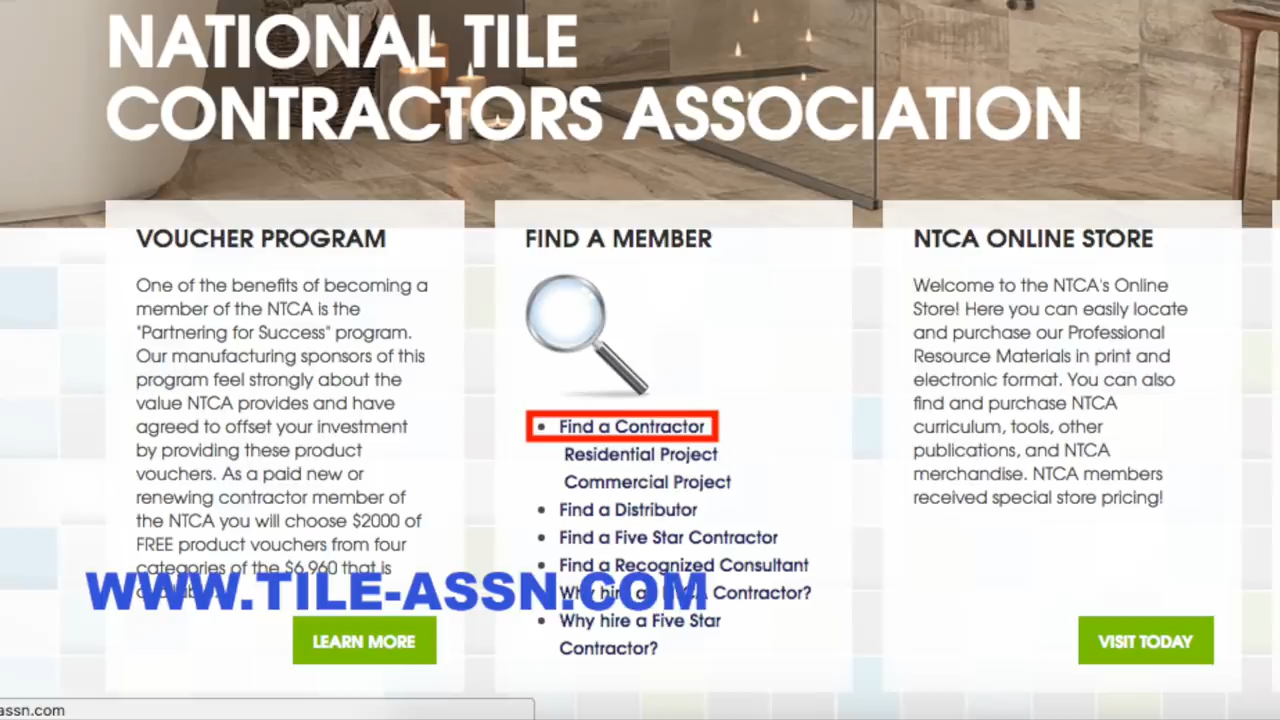 NATIONAL TILE
CONTRACTORS ASSOCIATION
VOUCHER PROGRAM
One of the benefits of becoming a
member of the NTCA is the
"Partnering for Success" program.
Our manufacturing sponsors of this
program feel strongly about the
value NTCA provides and have
agreed to offset your investment
by providing these product
vouchers. As a paid new or
renewing contractor member of
the NTCA you will choose $2000 of
FREE product vouchers from four
categories of the $6,960 that is
LEARN MORE
FIND A MEMBER
• Find a Contractor
Residential Project
Commercial Project
• Find a Distributor
• Find a Five Star Contractor
• Find a Recognized Consultant
Why hire Contractor?
• Why hire a Five Star
Contractor?
NTCA ONLINE STORE
Welcome to the NTCA's Online
Store! Here you can easily locate
and purchase our Professional
Resource Materials in print and
electronic format. You can also
find and purchase NTCA
curriculum, tools, other
publications, and NTCA
merchandise. NTCA members
received special store pricing!
VISIT TODAY
WWW.TILE-ASSN.COM
assn.com